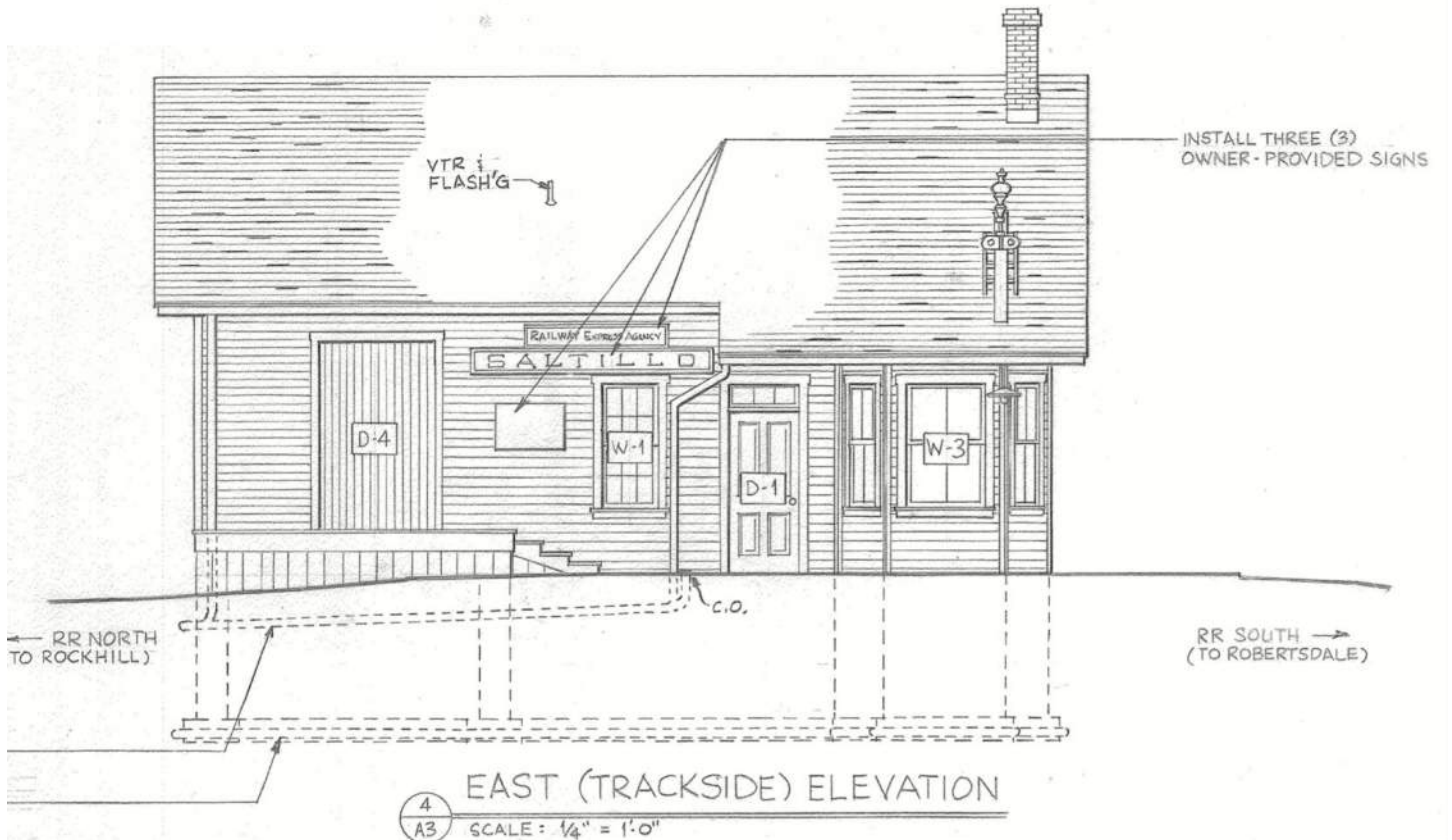 INSTALL THREE (3)
OWNER-PROVIDED SIGNS
VTR &
FLASH'G
RAILWAY EXPRESS AGENCY
SALTILLO
D-4
W-1
D-1
W-3
C.O.
← RR NORTH
TO ROCKHILL)
RR SOUTH →
(TO ROBERTSDALE)
EAST (TRACKSIDE) ELEVATION
4
A3
SCALE: 1/4" = 1'-0"